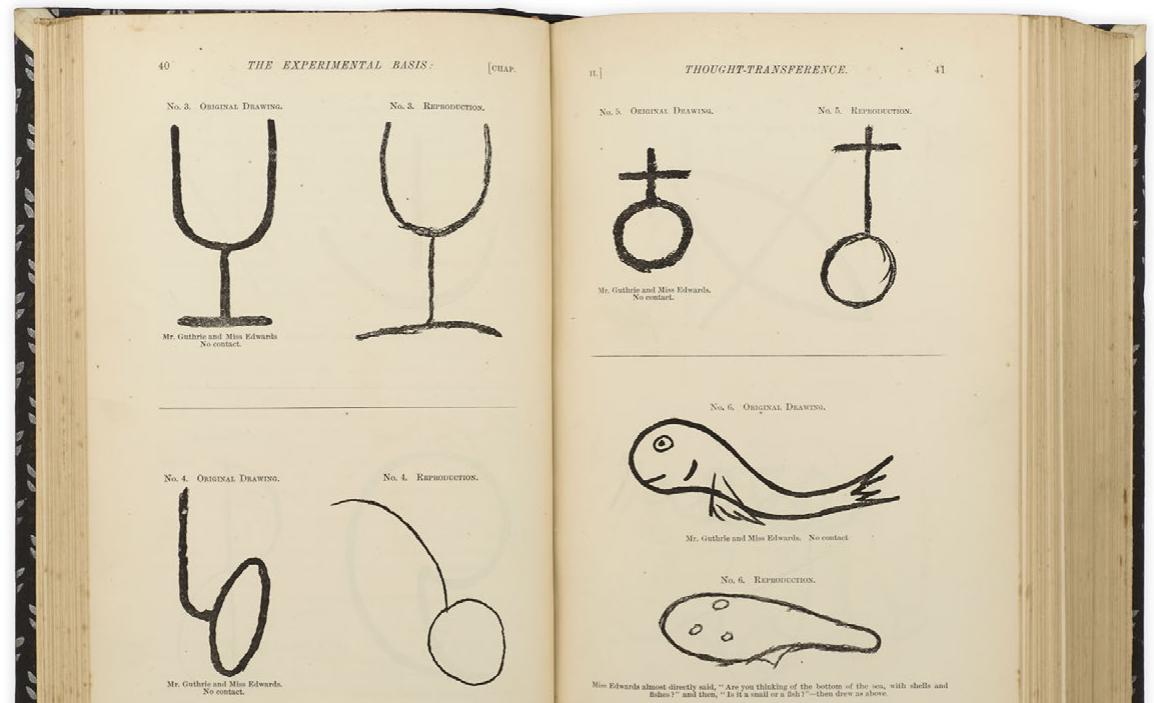 40 THE EXPERIMENTAL BASIS: [CHAP.
No. 3. ORIGINAL DRAWING. No. 3. REPRODUCTION.
Mr. Guthrie and Miss Edwards
No contact.
No. 4. ORIGINAL DRAWING. No. 4. REPRODUCTION.
Mr. Guthrie and Miss Edwards.
No contact.
II.] THOUGHT-TRANSFERENCE. 41
No. 5. ORIGINAL DRAWING. No. 5. REPRODUCTION.
Mr. Guthrie and Miss Edwards.
No contact.
No. 6. ORIGINAL DRAWING.
Mr. Guthrie and Miss Edwards. No contact
No. 6. REPRODUCTION.
Miss Edwards almost directly said, "Are you thinking of the bottom of the sea, with shells and
fishes?" and then, "Is it a snail or a fish?"—then drew as above.